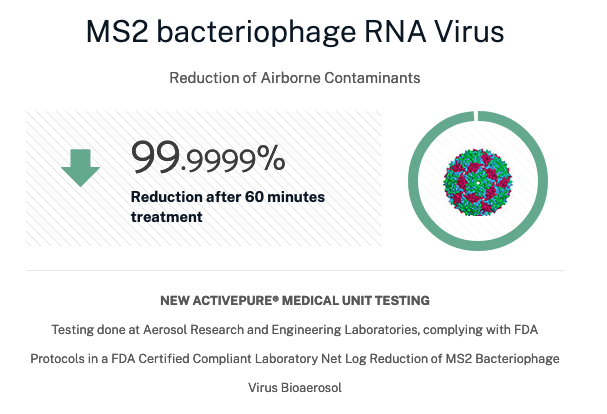 MS2 bacteriophage RNA Virus
Reduction of Airborne Contaminants
99.9999%
Reduction after 60 minutes
treatment
NEW ACTIVEPURE® MEDICAL UNIT TESTING
Testing done at Aerosol Research and Engineering Laboratories, complying with FDA
Protocols in a FDA Certified Compliant Laboratory Net Log Reduction of MS2 Bacteriophage
Virus Bioaerosol